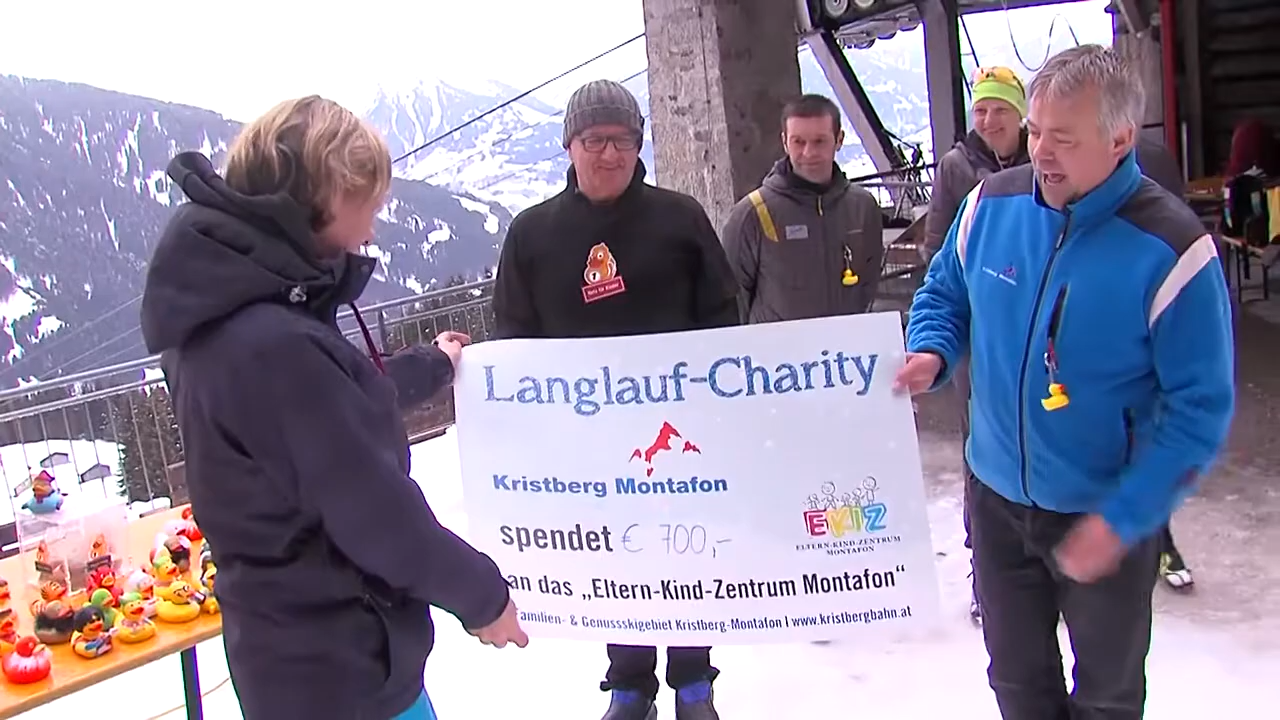 Langlauf-Charity
Kristberg Montafon
EKIZ
ELTERN-KIND-ZENTRUM
MONTAFON
spendet € 700,-
an das „Eltern-Kind-Zentrum Montafon“
Familien- & Genussskigebiet Kristberg-Montafon | www.kristbergbahn.at